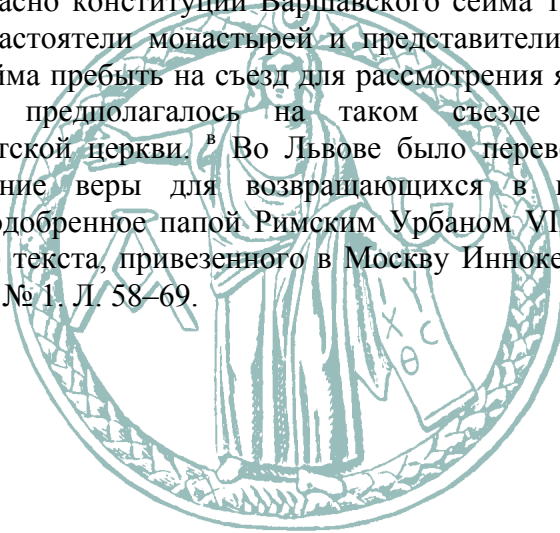 асно конституции Варшавского сейма 1
астоятели монастырей и представители
йма пребыть на съезд для рассмотрения я
предполагалось на таком съезде
тской церкви. в Во Львове было перев
ние веры для возвращающихся в
одобренное папой Римским Урбаном VI
текста, привезенного в Москву Иннок
№ 1. Л. 58–69.
І Х Θ С